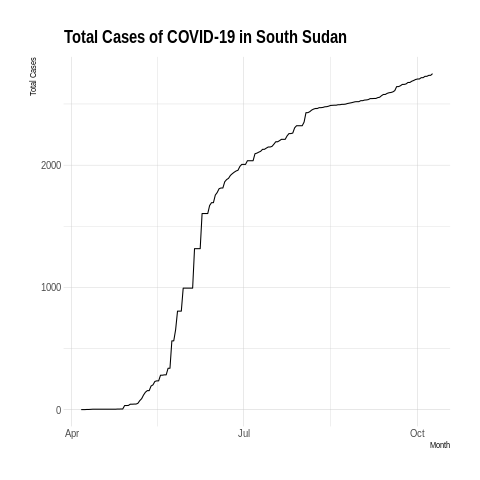 Total Cases of COVID-19 in South Sudan
Total Cases
2000
1000
0
Apr
Jul
Oct
Month